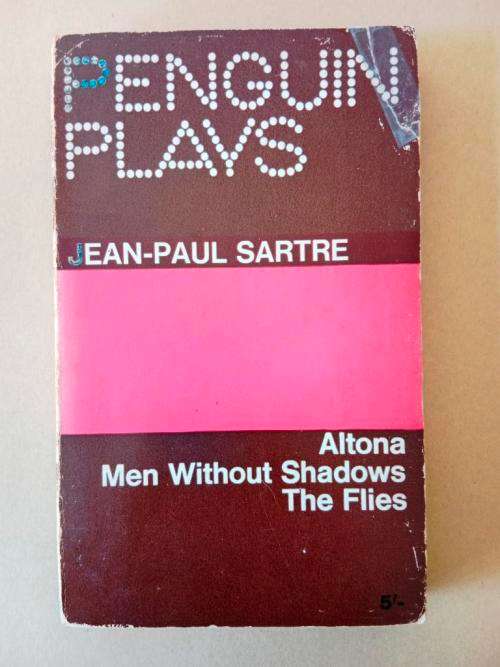 PENGUIN
PLAYS
JEAN-PAUL SARTRE
Altona
Men Without Shadows
The Flies
5/-